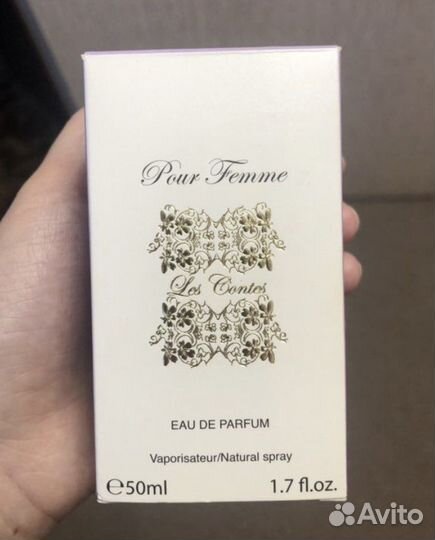 Pour Femme
Les Contes
EAU DE PARFUM
Vaporisateur/Natural spray
℮50ml 1.7 fl.oz.
Avito